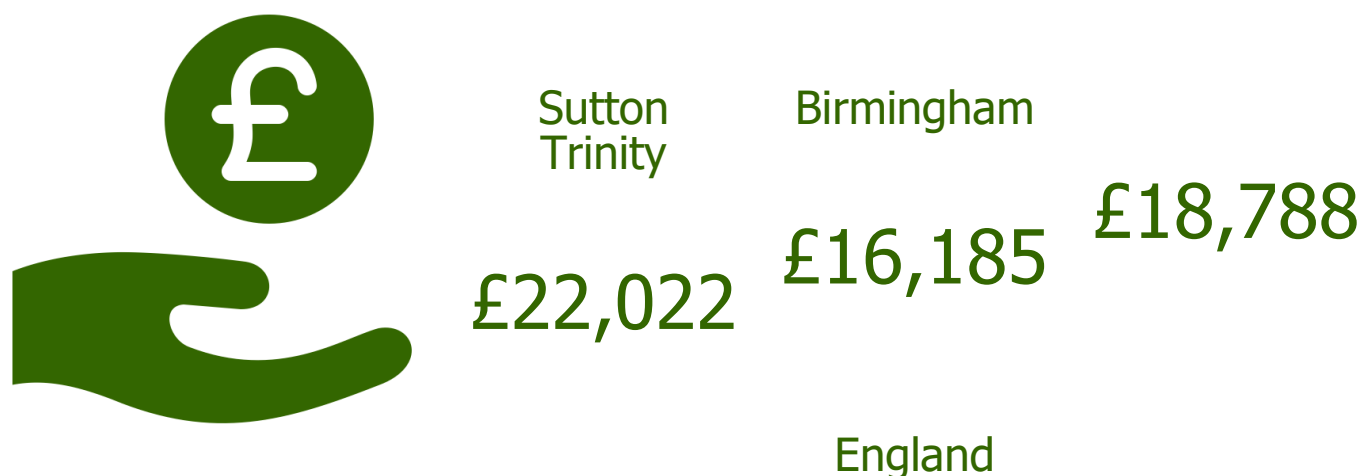 £
Sutton
Trinity
£22,022
Birmingham
£16,185
£18,788
England